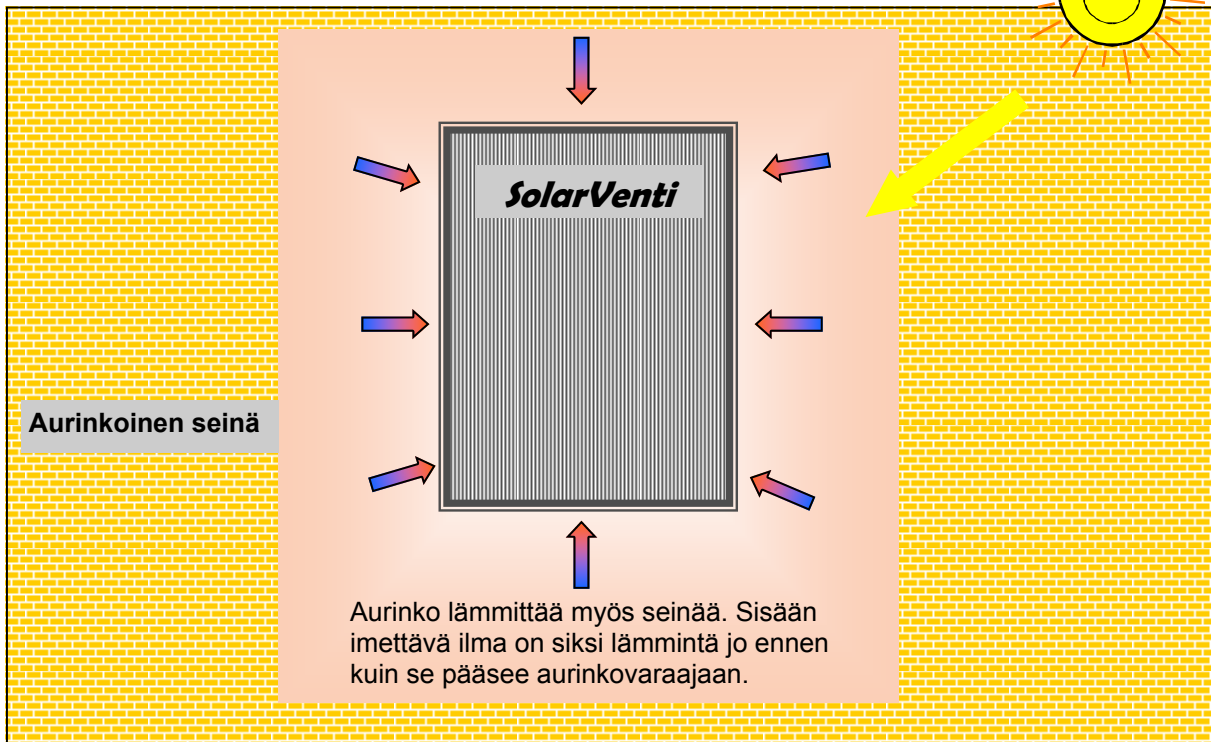 SolarVenti
Aurinkoinen seinä
Aurinko lämmittää myös seinää. Sisään
imettävä ilma on siksi lämmintä jo ennen
kuin se pääsee aurinkovaraajaan.